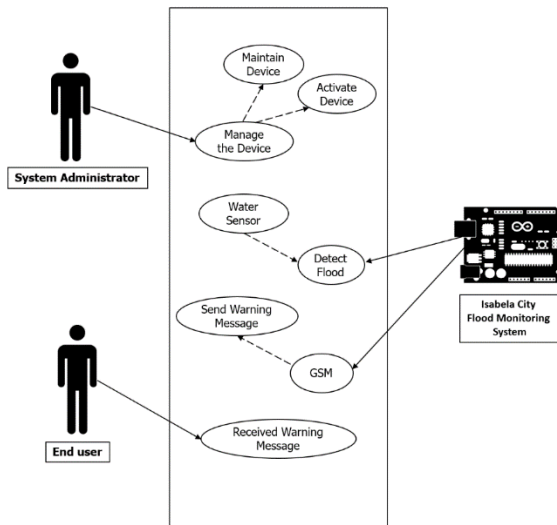 Maintain
Device
Activate
Device
Manage
the Device
System Administrator
Water
Sensor
Detect
Flood
Isabela City
Flood Monitoring
System
Send Warning
Message
GSM
End user
Received Warning
Message